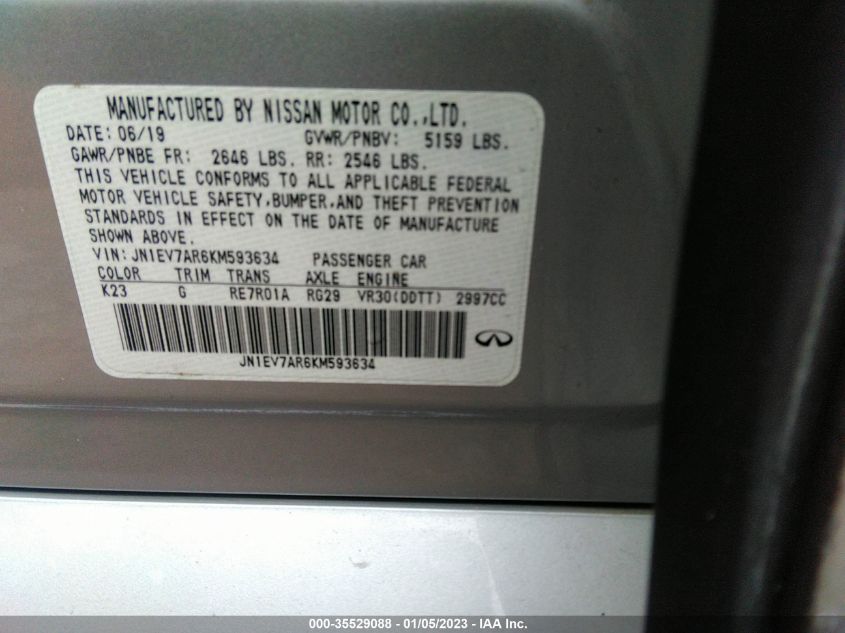 MANUFACTURED BY NISSAN MOTOR CO.,LTD.
DATE: 06/19 GVWR/PNBV: 5159 LBS.
GAWR/PNBE FR: 2646 LBS. RR: 2546 LBS.
THIS VEHICLE CONFORMS TO ALL APPLICABLE FEDERAL
MOTOR VEHICLE SAFETY,BUMPER,AND THEFT PREVENTION
STANDARDS IN EFFECT ON THE DATE OF MANUFACTURE
SHOWN ABOVE.
VIN: JN1EV7AR6KM593634 PASSENGER CAR
COLOR TRIM TRANS AXLE ENGINE
K23 G RE7R01A RG29 VR30(DDTT) 2997CC
JN1EV7AR6KM593634
000-35529088 - 01/05/2023 - IAA Inc.